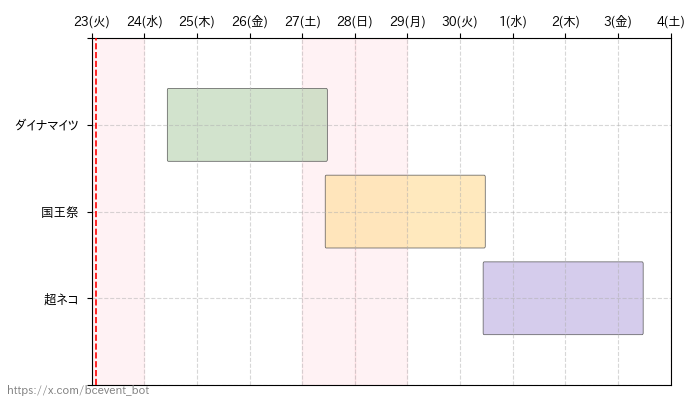 23(火) 24(水) 25(木) 26(金) 27(土) 28(日) 29(月) 30(火) 1(水) 2(木) 3(金) 4(土)
ダイナマイツ
国王祭
超ネコ
https://x.com/bcevent_bot